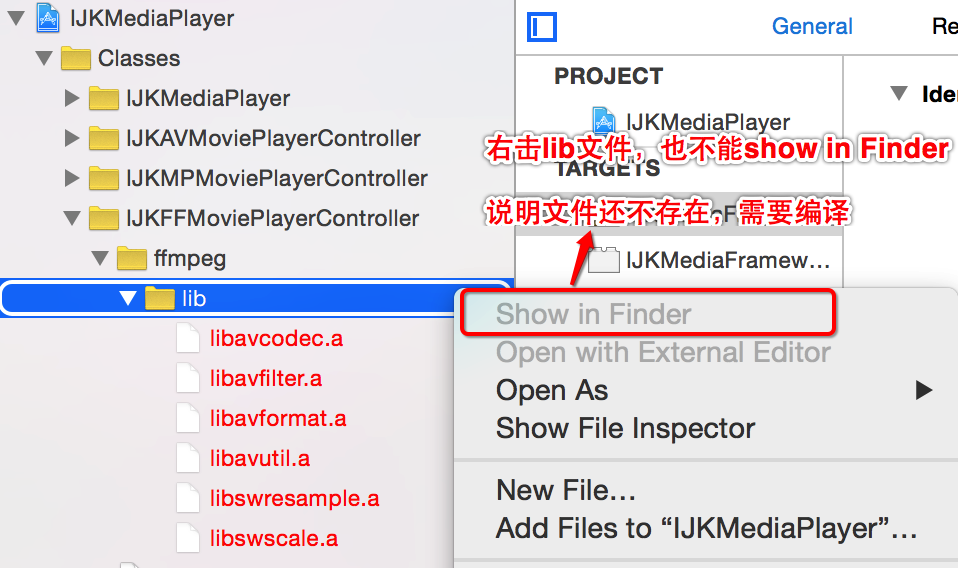 IJKMediaPlayer
Classes
IJKMediaPlayer
IJKAVMoviePlayerController
IJKMPMoviePlayerController
IJKFFMoviePlayerController
ffmpeg
lib
libavcodec.a
libavfilter.a
libavformat.a
libavutil.a
libswresample.a
libswscale.a
General
Re
PROJECT
Ide
IJKMediaPlayer
右击lib文件，也不能show in Finder
TARGETS
说明文件还不存在，需要编译
IJKMediaFramew...
Show in Finder
Open with External Editor
Open As
Show File Inspector
New File...
Add Files to “IJKMediaPlayer”...